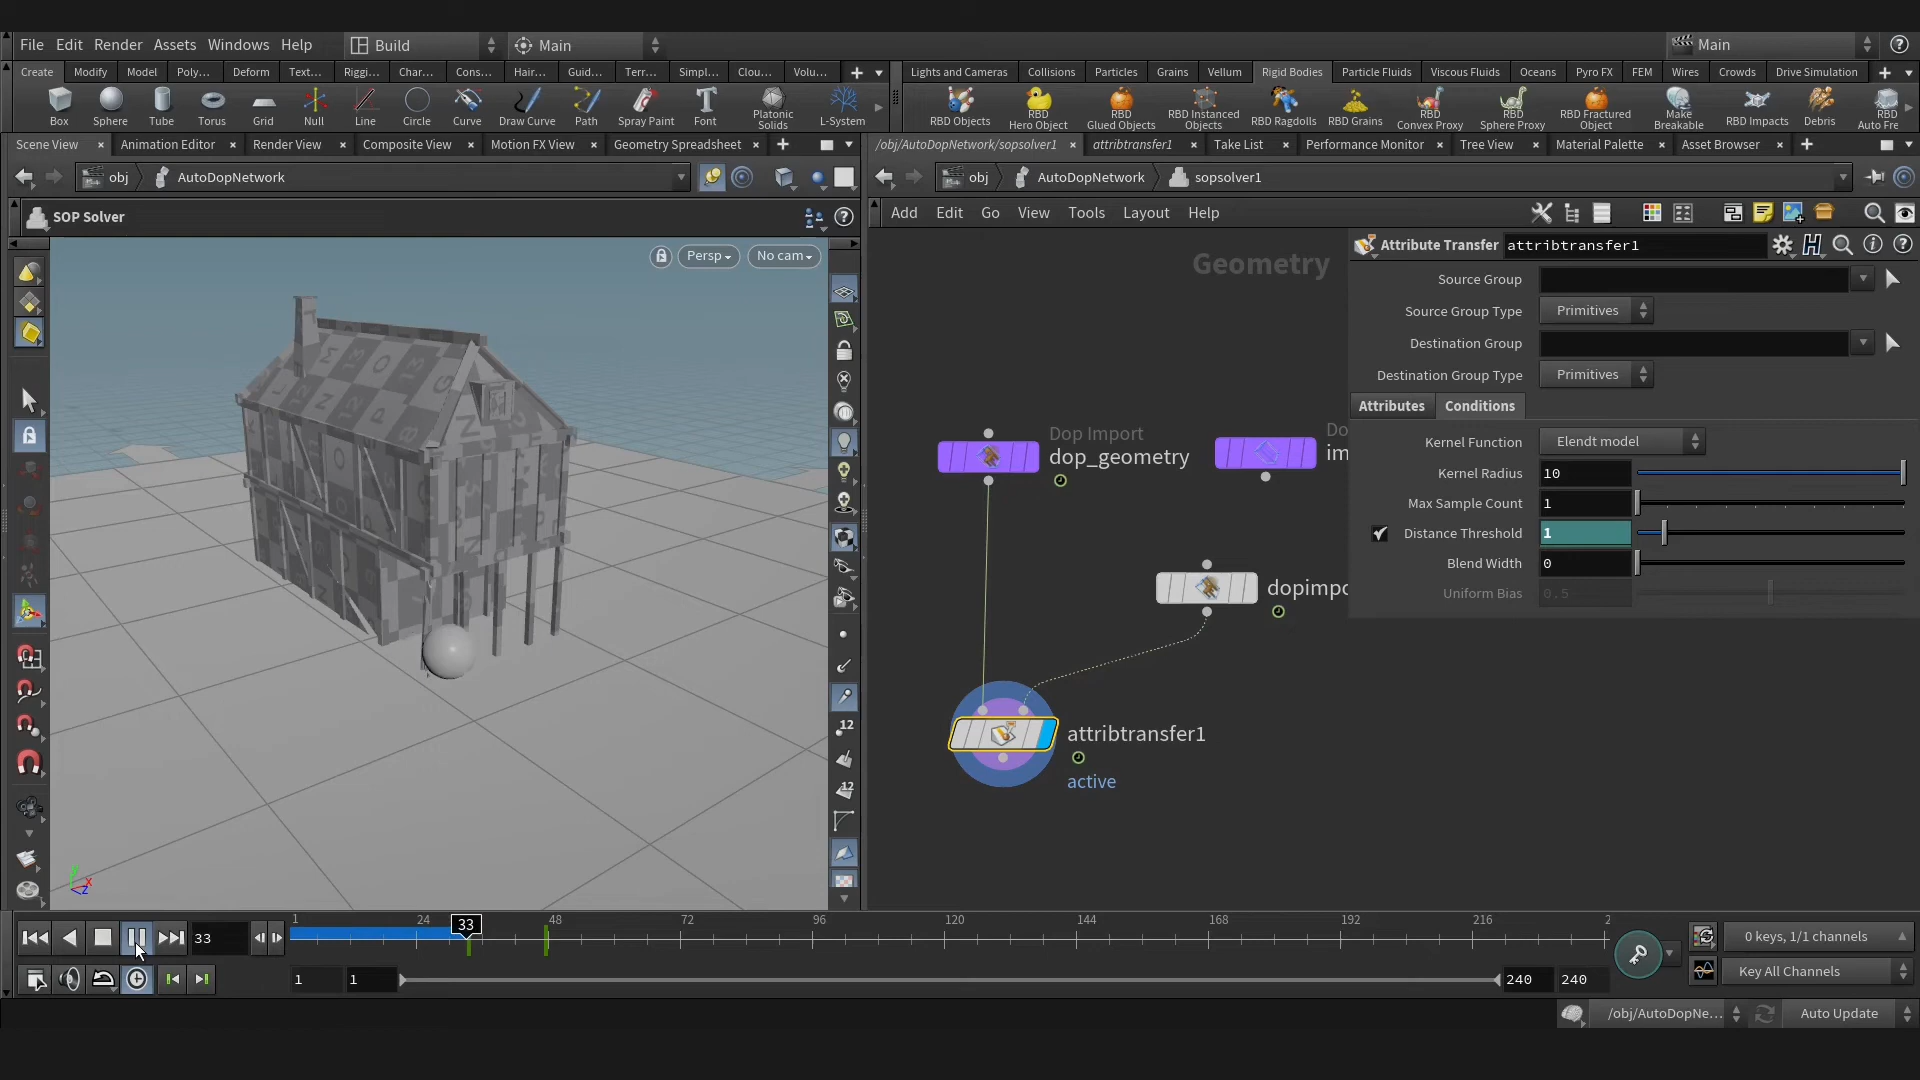 File Edit Render Assets Windows Help Build Main Main
Create Modify Model Poly... Deform Text... Riggi... Char... Cons... Hair... Guid... Terr... Simpl... Clou... Volu... Lights and Cameras Collisions Particles Grains Vellum Rigid Bodies Particle Fluids Viscous Fluids Oceans Pyro FX FEM Wires Crowds Drive Simulation
Box Sphere Tube Torus Grid Null Line Circle Curve Draw Curve Path Spray Paint Font Platonic Solids L-System RBD Objects RBD Hero Object RBD Glued Objects RBD Instanced Objects RBD Ragdolls RBD Grains RBD Convex Proxy RBD Sphere Proxy RBD Fractured Object Make Breakable RBD Impacts Debris RBD Auto Fre
Scene View Animation Editor Render View Composite View Motion FX View Geometry Spreadsheet /obj/AutoDopNetwork/sopsolver1 attribtransfer1 Take List Performance Monitor Tree View Material Palette Asset Browser
obj AutoDopNetwork obj AutoDopNetwork sopsolver1
SOP Solver Add Edit Go View Tools Layout Help
Persp No cam
Geometry
Attribute Transfer attribtransfer1
Source Group
Source Group Type Primitives
Destination Group
Destination Group Type Primitives
Attributes Conditions
Kernel Function Elendt model
Kernel Radius 10
Max Sample Count 1
Distance Threshold 1
Blend Width 0
Uniform Bias 0.5
Dop Import Do
dop_geometry im
dopimpo
attribtransfer1
active
12
12
1 24 33 48 72 96 120 144 168 192 216 2
33 0 keys, 1/1 channels
1 1 240 240 Key All Channels
/obj/AutoDopNe... Auto Update